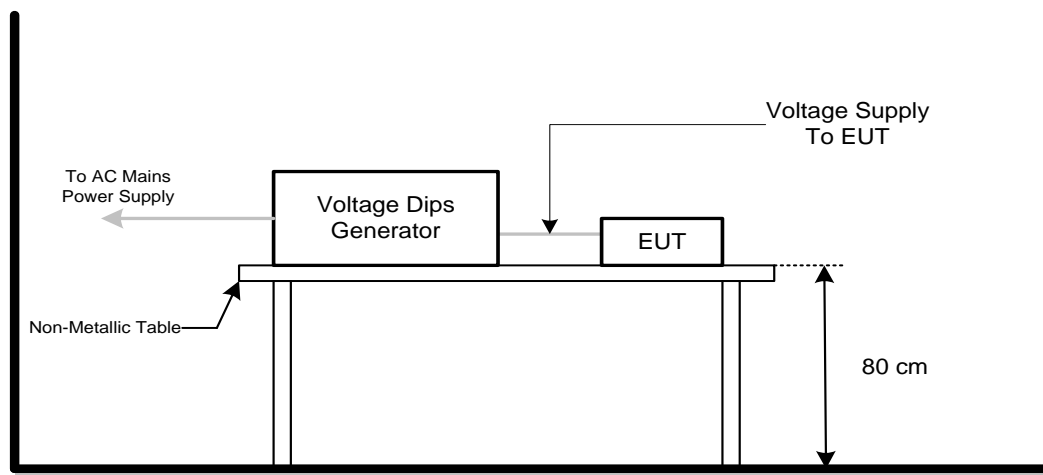 Voltage Supply
To EUT
To AC Mains
Power Supply
Voltage Dips
Generator
EUT
Non-Metallic Table
80 cm